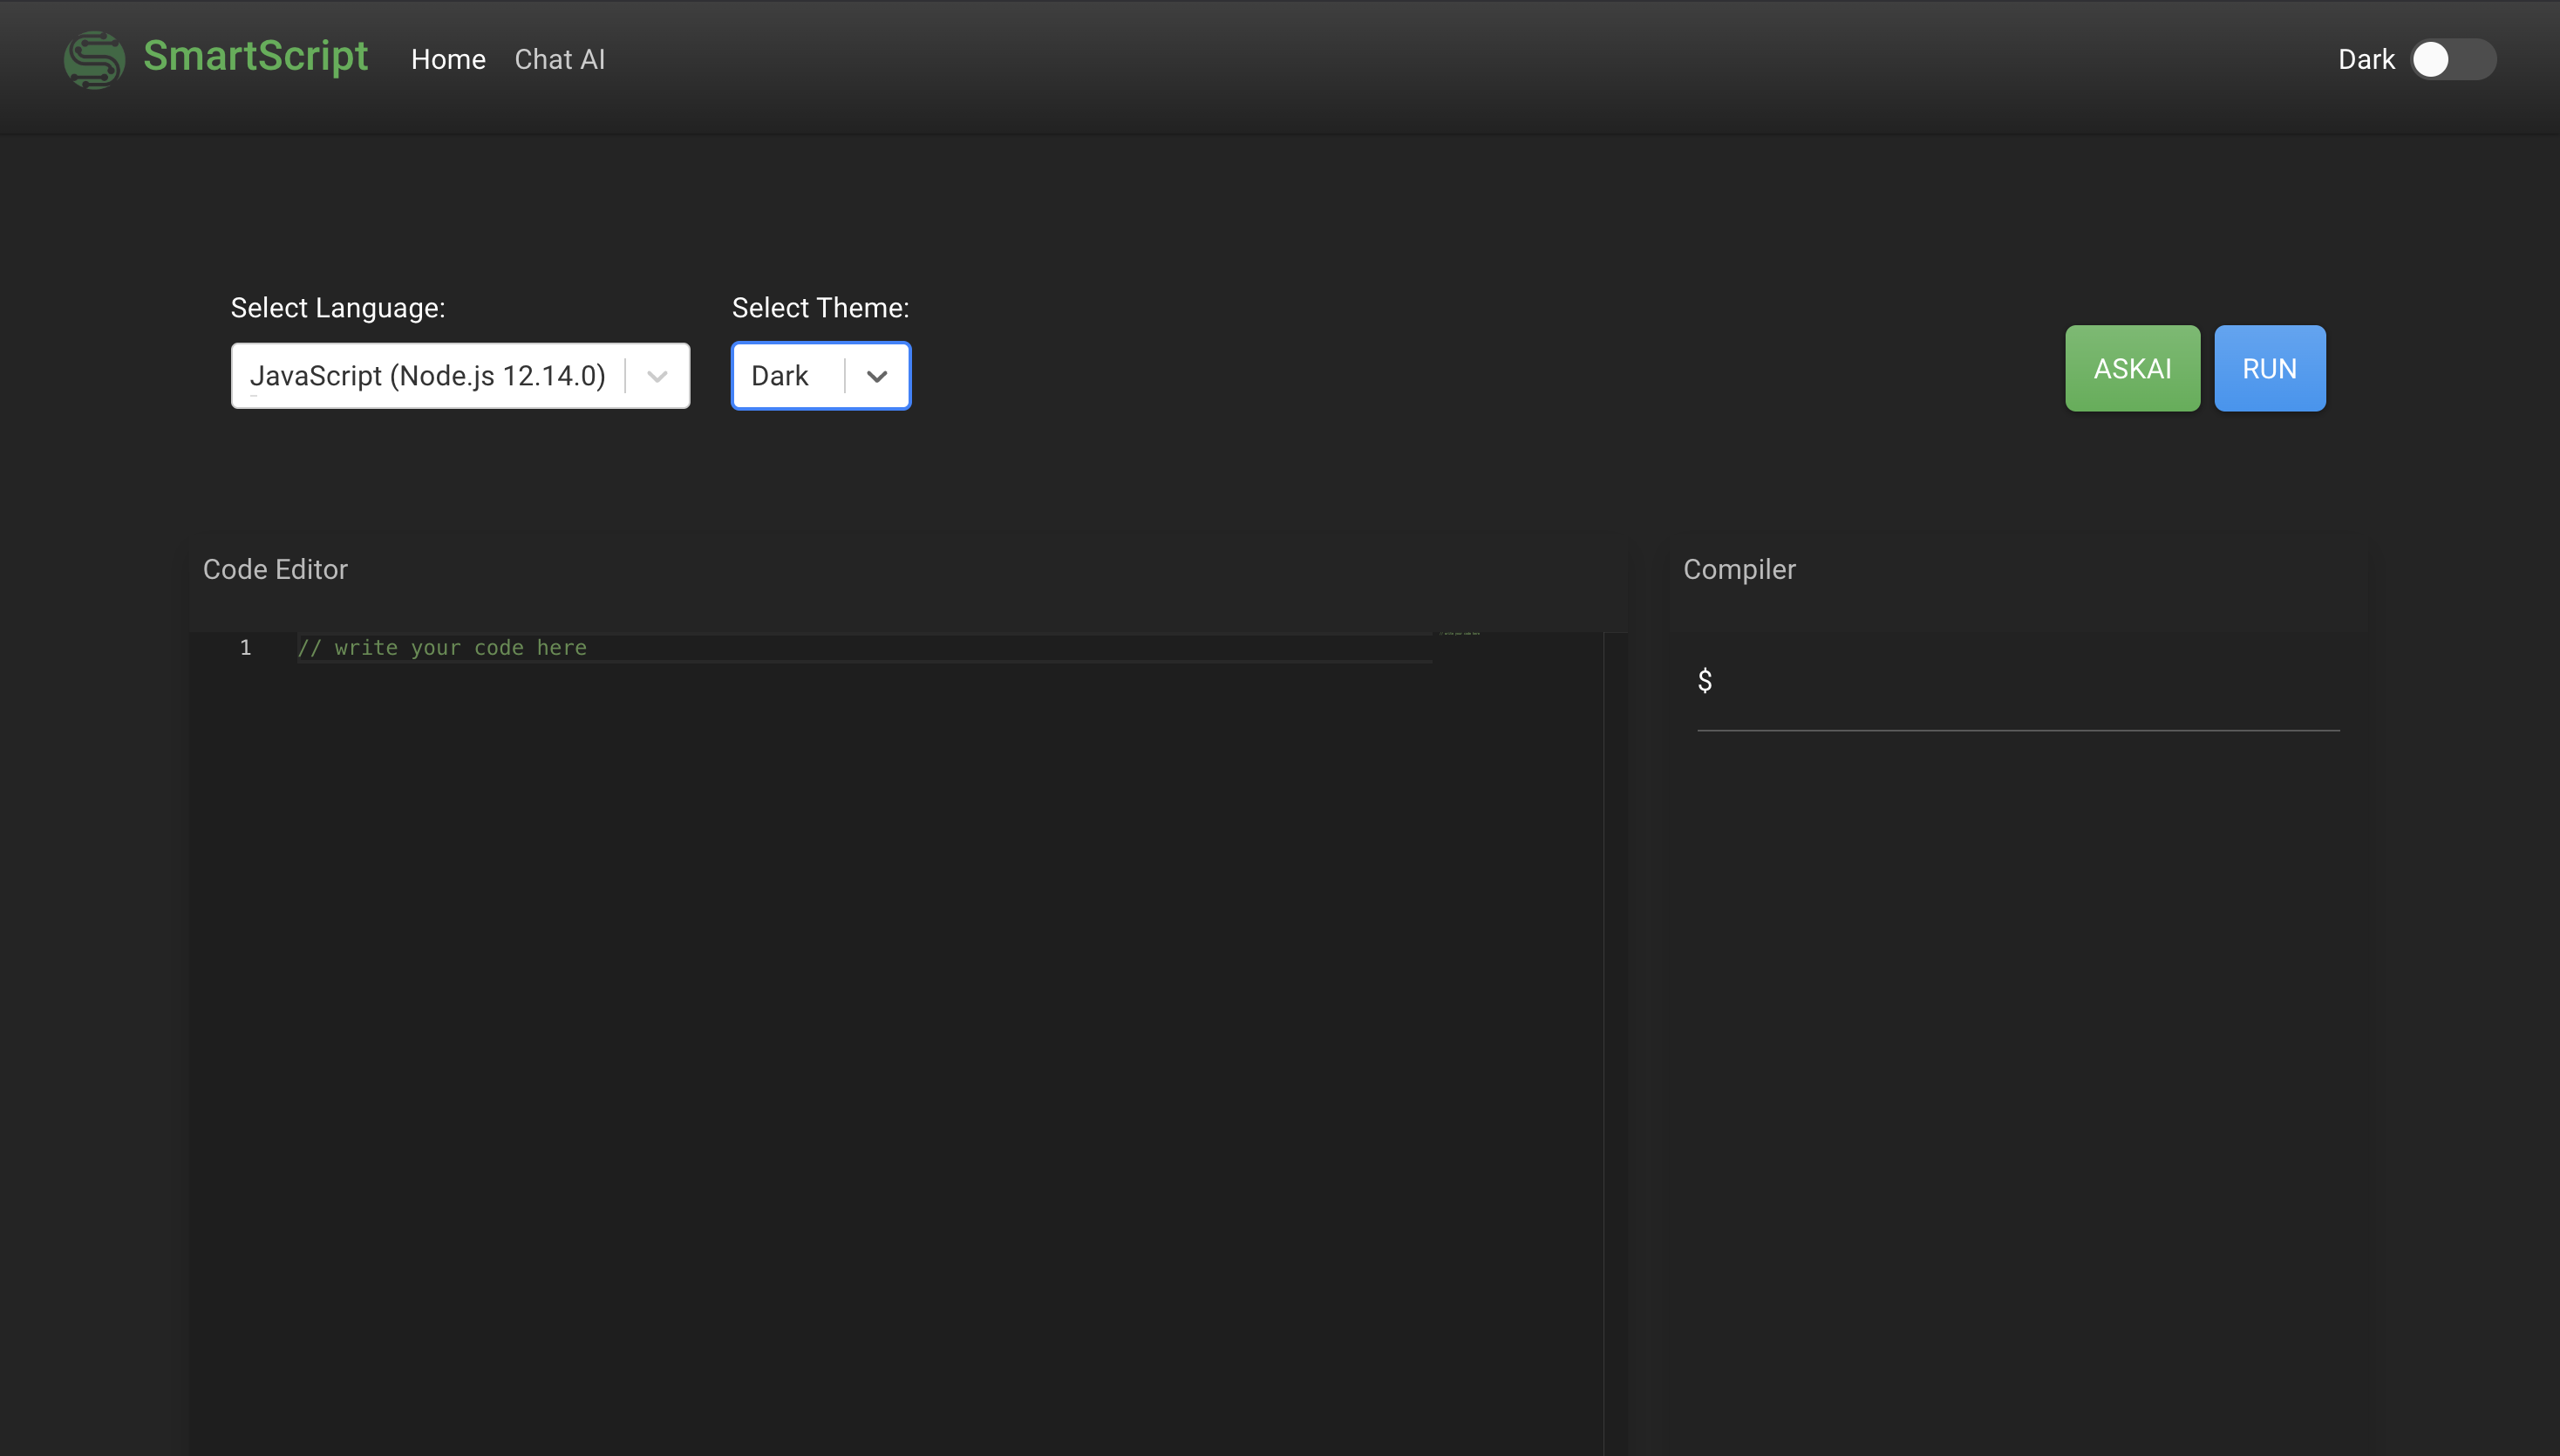 SmartScript Home Chat AI Dark
Select Language: Select Theme:
JavaScript (Node.js 12.14.0) Dark ASKAI RUN
Code Editor Compiler
1 // write your code here
$